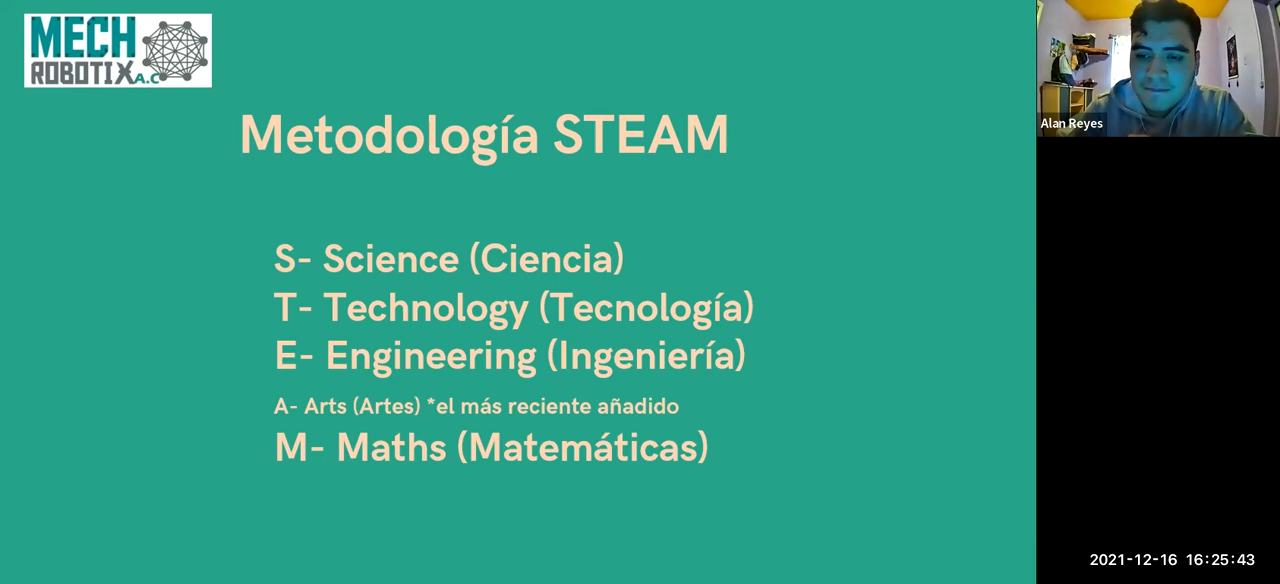 MECH
ROBOTIX A.C
Metodología STEAM
S- Science (Ciencia)
T- Technology (Tecnología)
E- Engineering (Ingeniería)
A- Arts (Artes) *el más reciente añadido
M- Maths (Matemáticas)
Alan Reyes
2021-12-16 16:25:43